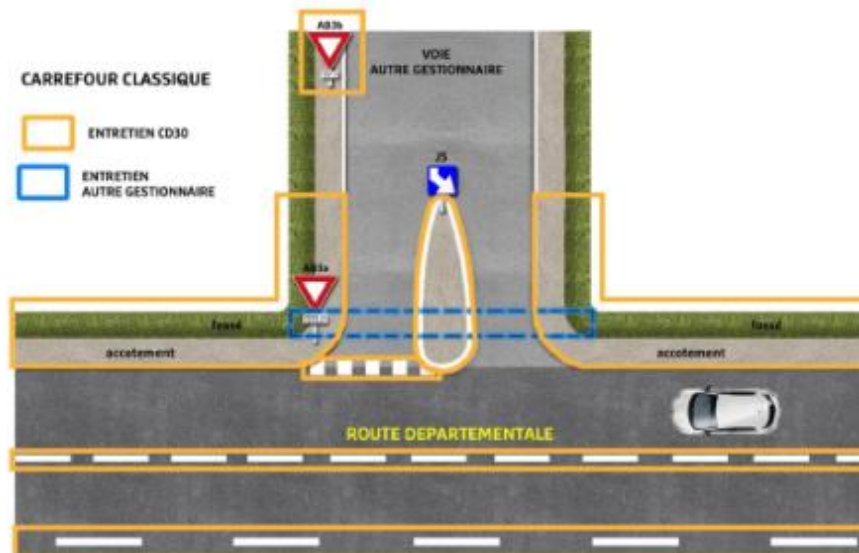 AB3b
VOIE
AUTRE GESTIONNAIRE
CARREFOUR CLASSIQUE
ENTRETIEN CD30
ENTRETIEN
AUTRE GESTIONNAIRE
J5
AB3a
fossé
fossé
accotement
accotement
ROUTE DEPARTEMENTALE